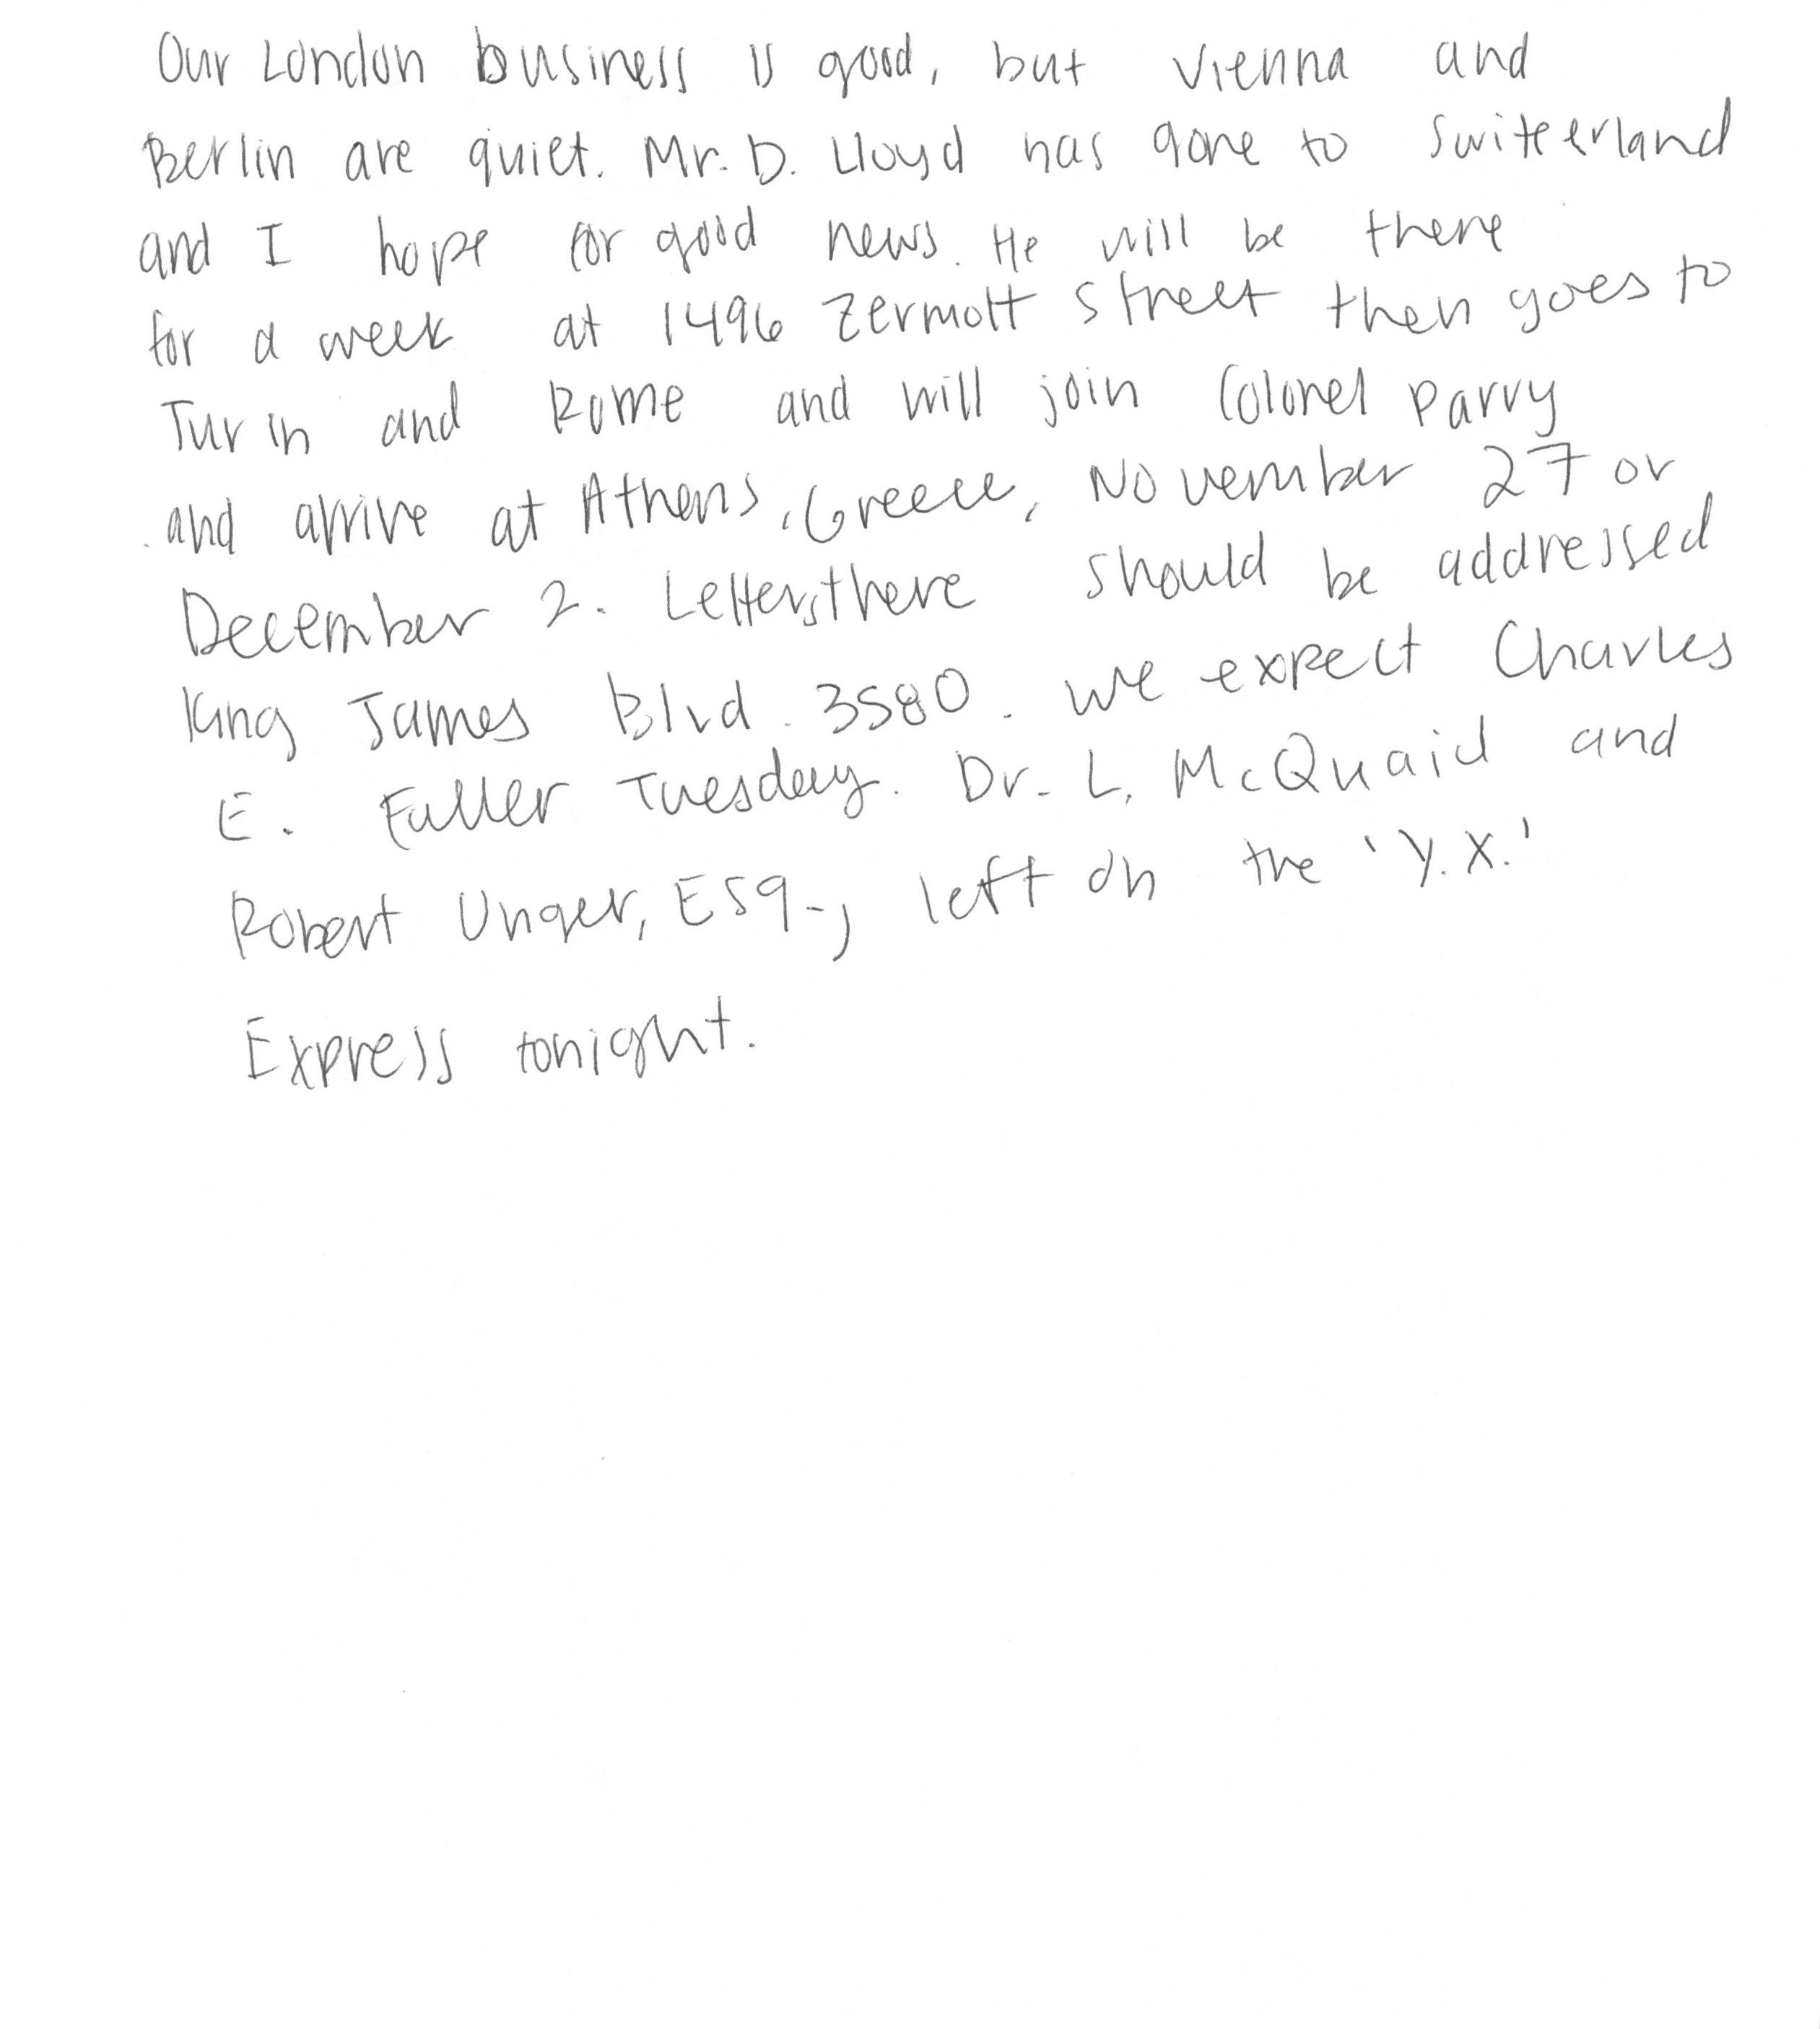 Our London business is good, but Vienna and
Berlin are quiet. Mr. D. Lloyd has gone to Switzerland
and I hope for good news. He will be there
for a week at 1496 Zermott Street then goes to
Turin and Rome and will join Colonel Parry
and arrive at Athens, Greece, November 27 or
December 2. Letters there should be addressed
King James Blvd. 3580. We expect Charles
E. Fuller Tuesday. Dr. L. McQuaid and
Robert Unger, Esq., left on the 'Y.X.'
Express tonight.